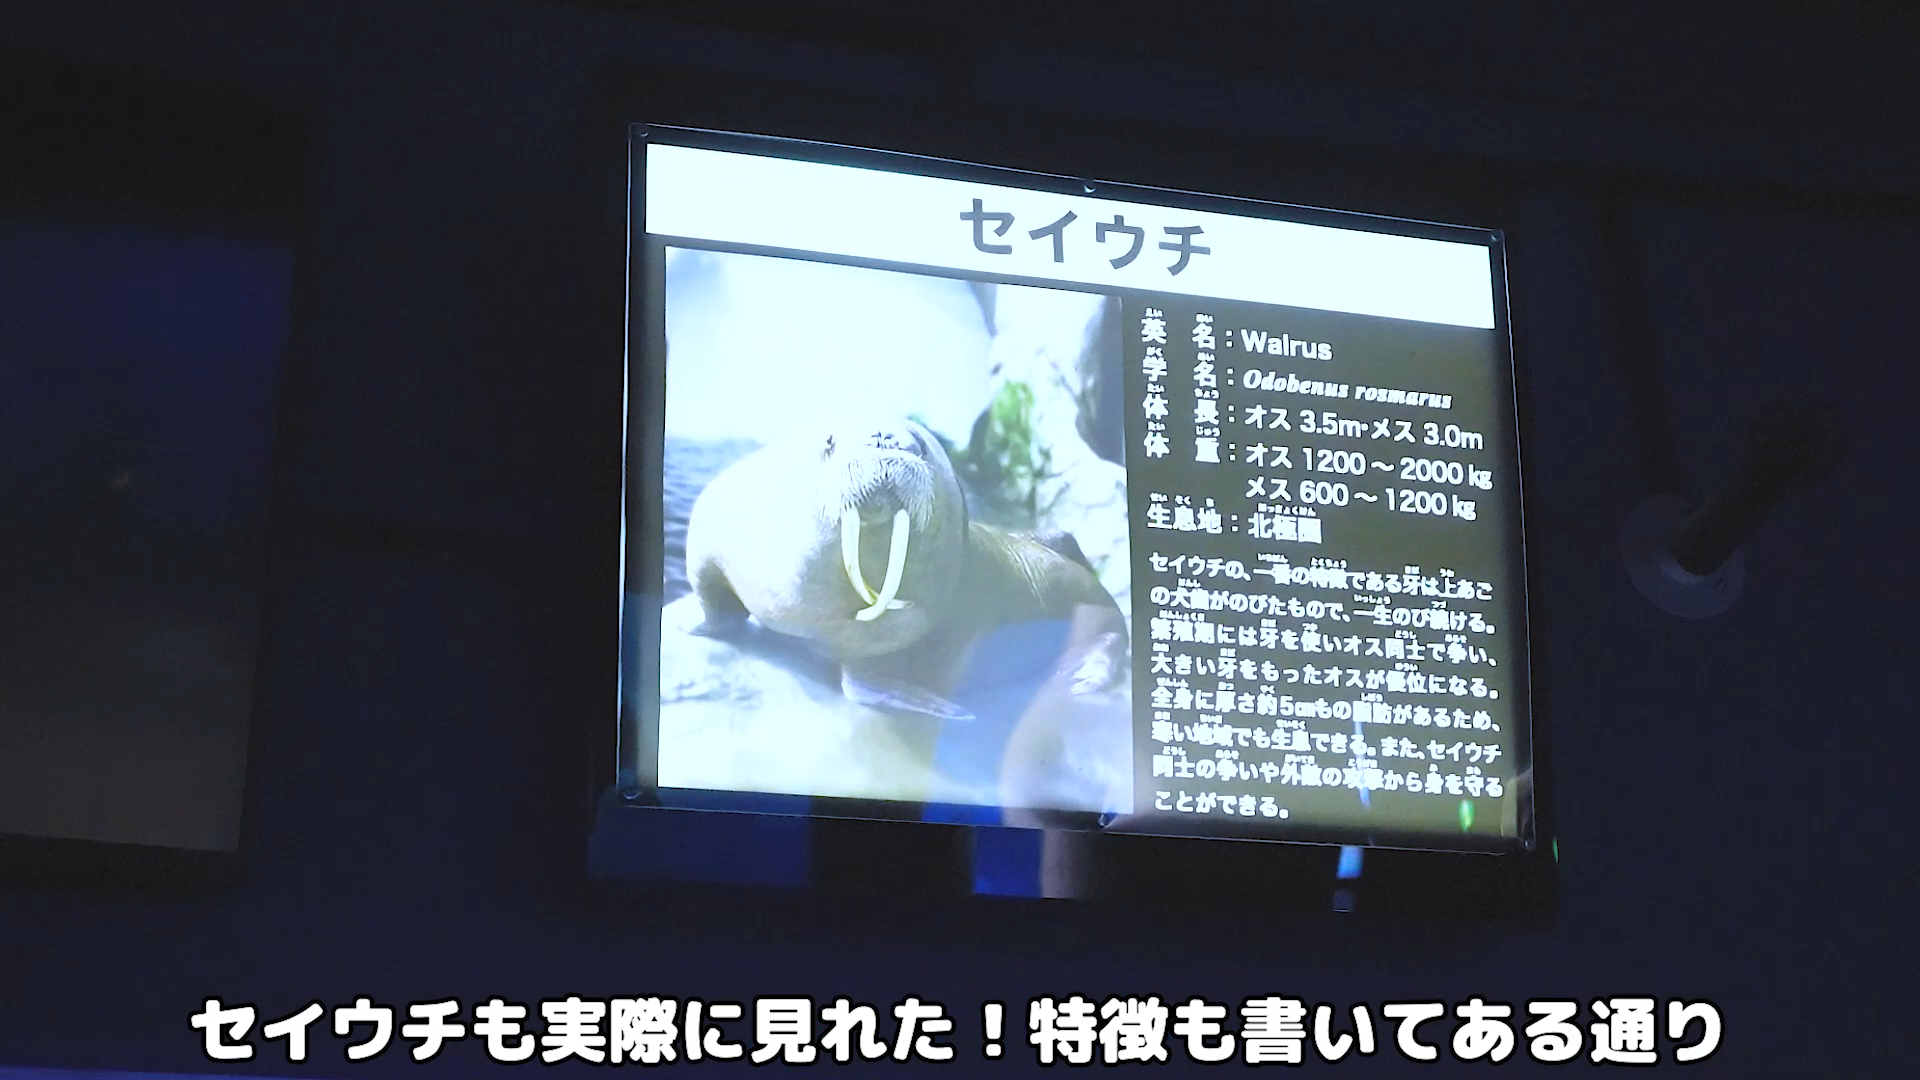 セイウチ
英名：Walrus
学名：Odobenus rosmarus
体長：オス 3.5m・メス 3.0m
体重：オス 1200～2000㎏
メス 600～1200㎏
生息地：北極圏
セイウチの、一番の特徴である牙は上あご
の犬歯がのびたもので、一生のび続ける。
繁殖期には牙を使いオス同士で争い、
大きい牙をもったオスが優位になる。
全身に厚さ約5㎝もの脂肪があるため、
寒い地域でも生息できる。また、セイウチ
同士の争いや外敵の攻撃から身を守る
ことができる。
セイウチも実際に見れた！特徴も書いてある通り